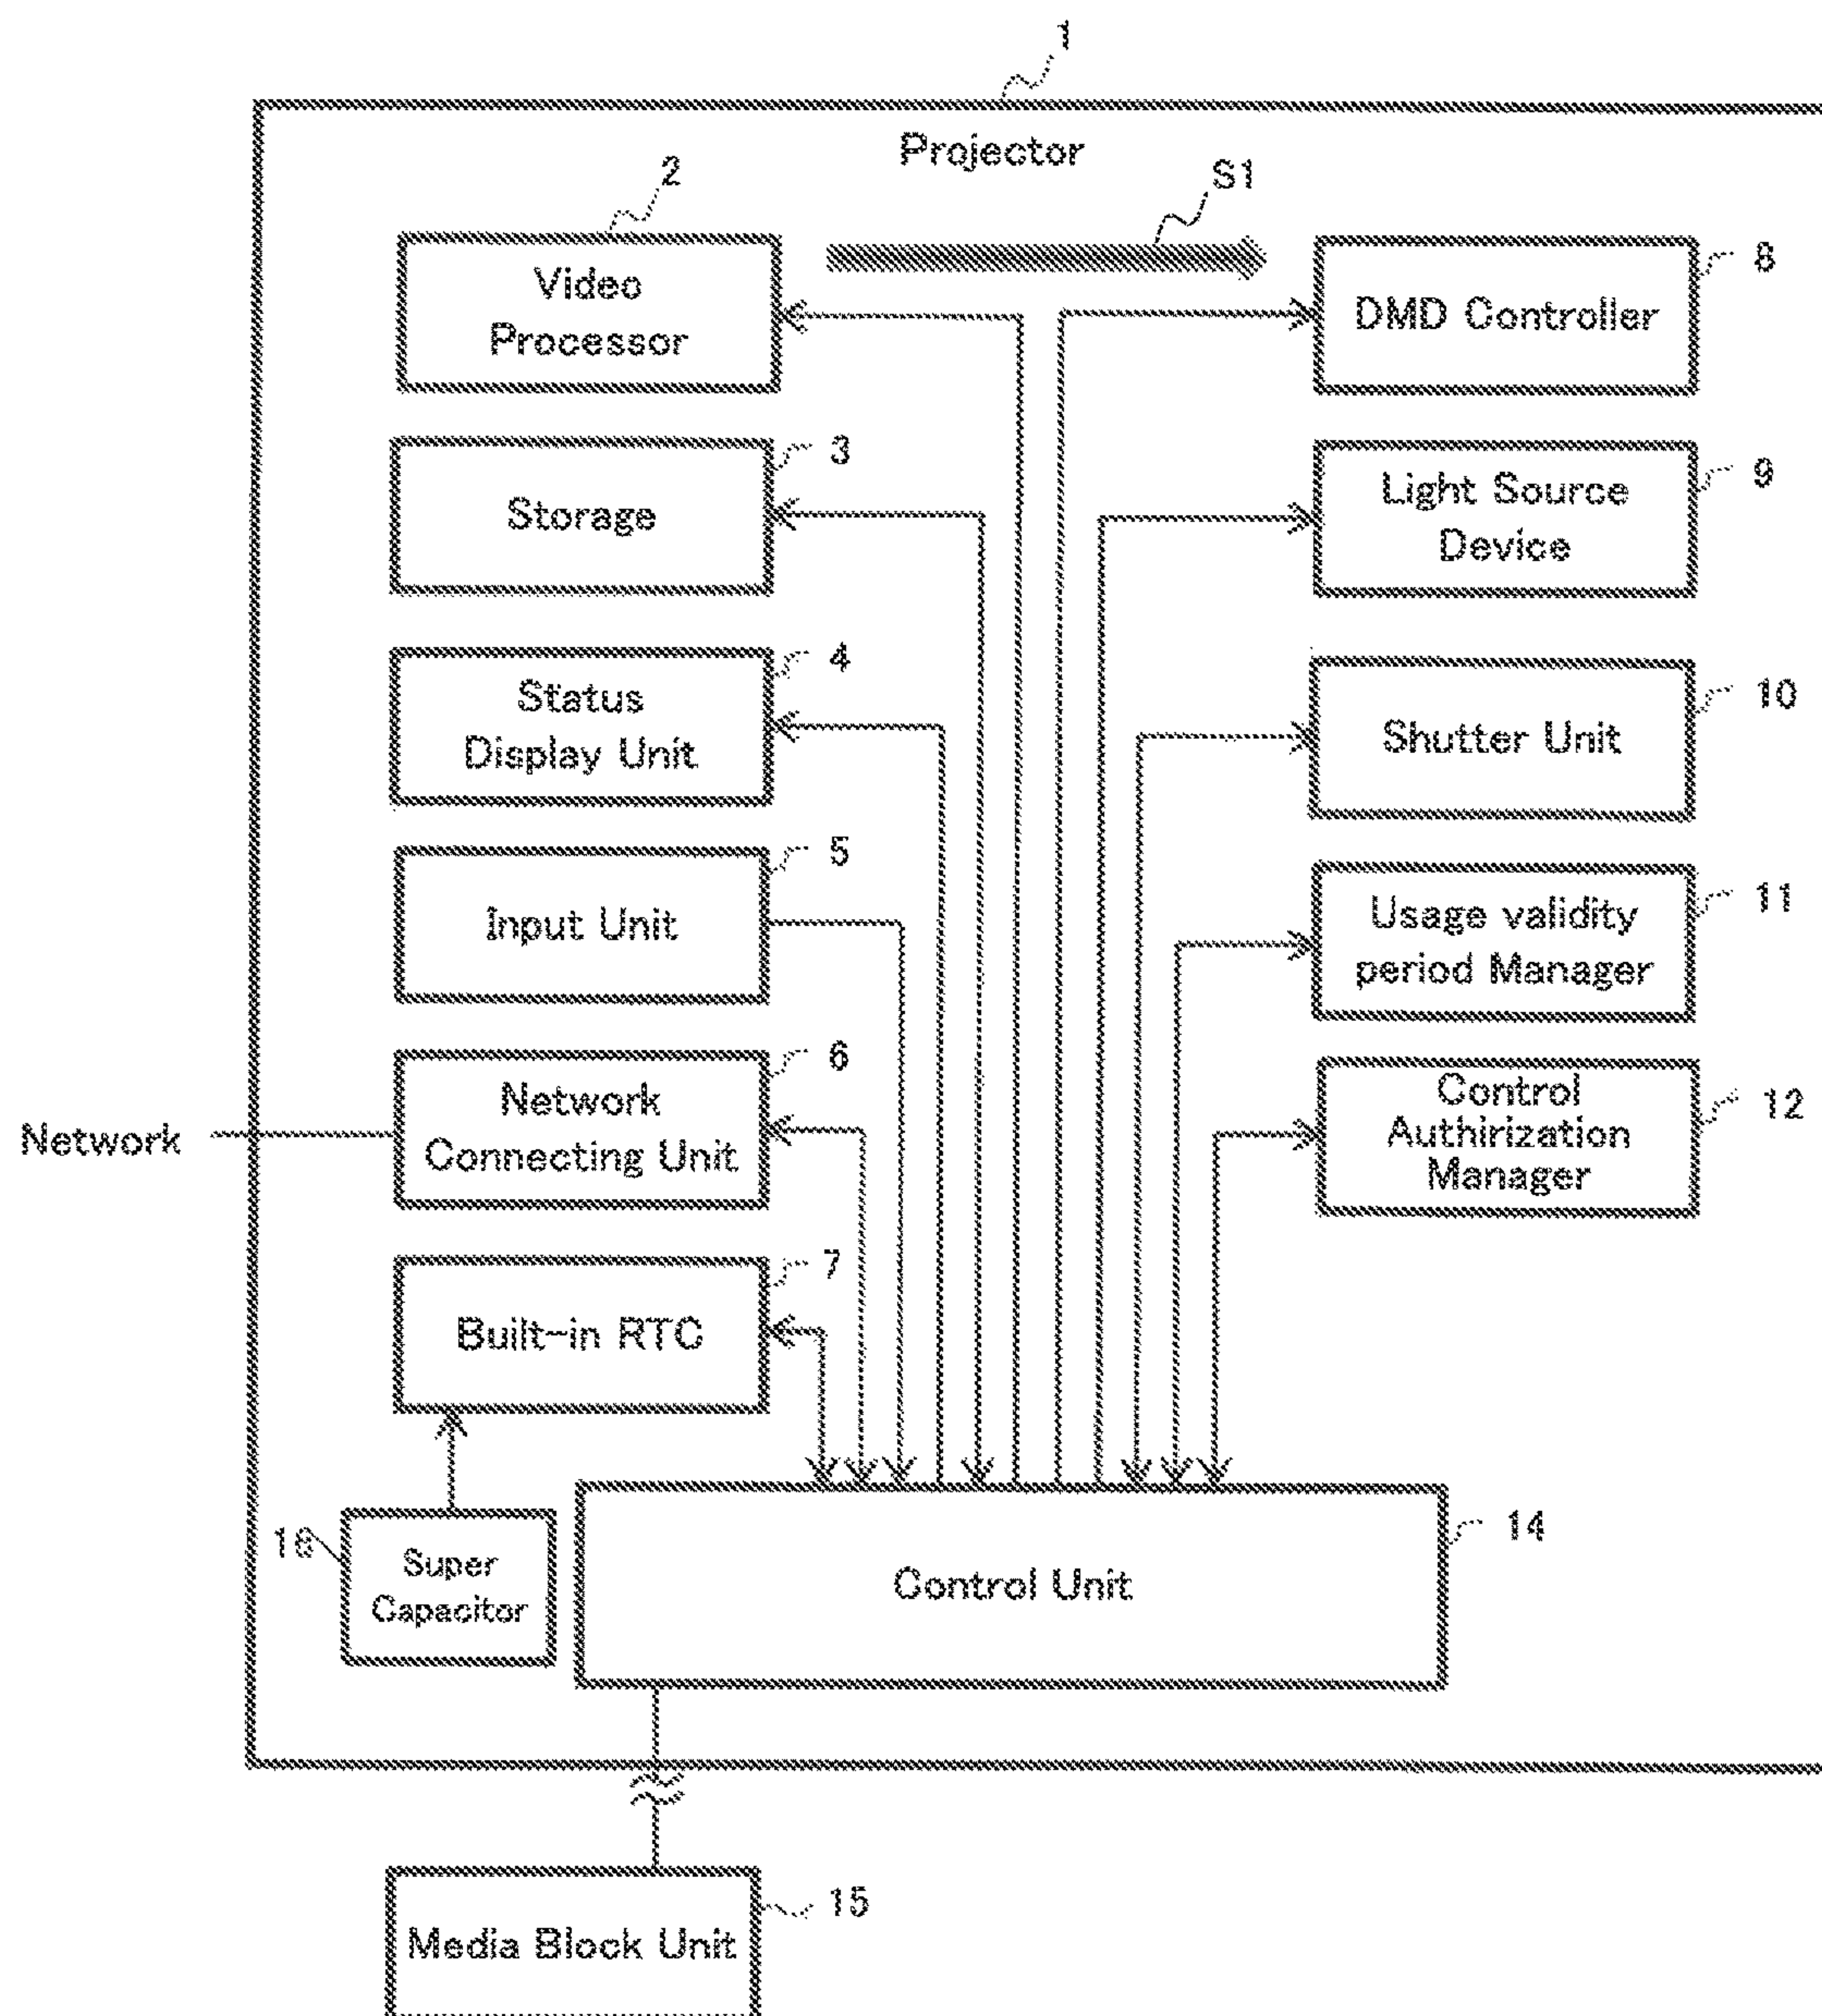 1
Projector
2
S1
Video
Processor
8
DMD Controller
3
Storage
9
Light Source
Device
4
Status
Display Unit
10
Shutter Unit
5
Input Unit
11
Usage validity
period Manager
6
Network
Connecting Unit
Network
12
Control
Authirization
Manager
7
Built-in RTC
16
Super
Capacitor
14
Control Unit
15
Media Block Unit